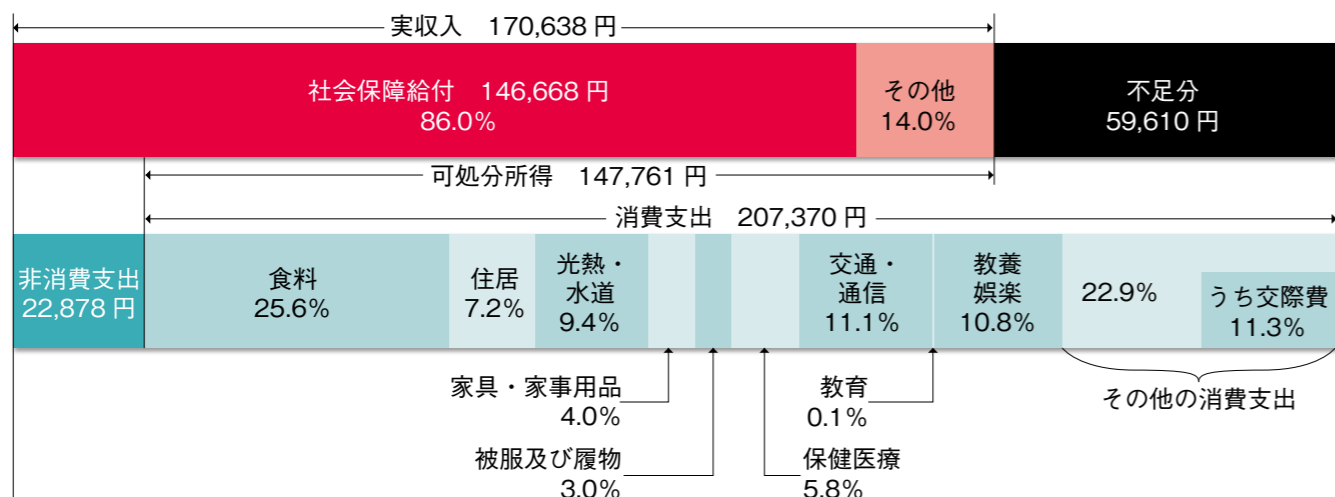 実収入 170,638 円
社会保障給付 146,668 円
86.0%
その他
14.0%
不足分
59,610 円
可処分所得 147,761 円
消費支出 207,370 円
非消費支出
22,878 円
食料
25.6%
住居
7.2%
光熱・
水道
9.4%
交通・
通信
11.1%
教養
娯楽
10.8%
22.9%
うち交際費
11.3%
家具・家事用品
4.0%
教育
0.1%
その他の消費支出
被服及び履物
3.0%
保健医療
5.8%